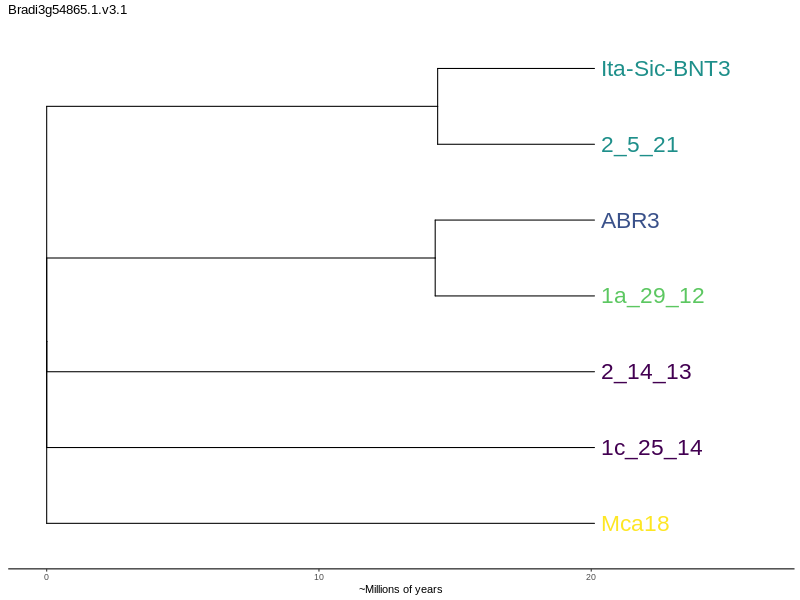 Bradi3g54865.1.v3.1
Ita-Sic-BNT3
2_5_21
ABR3
1a_29_12
2_14_13
1c_25_14
Mca18
0 10 20
~Millions of years